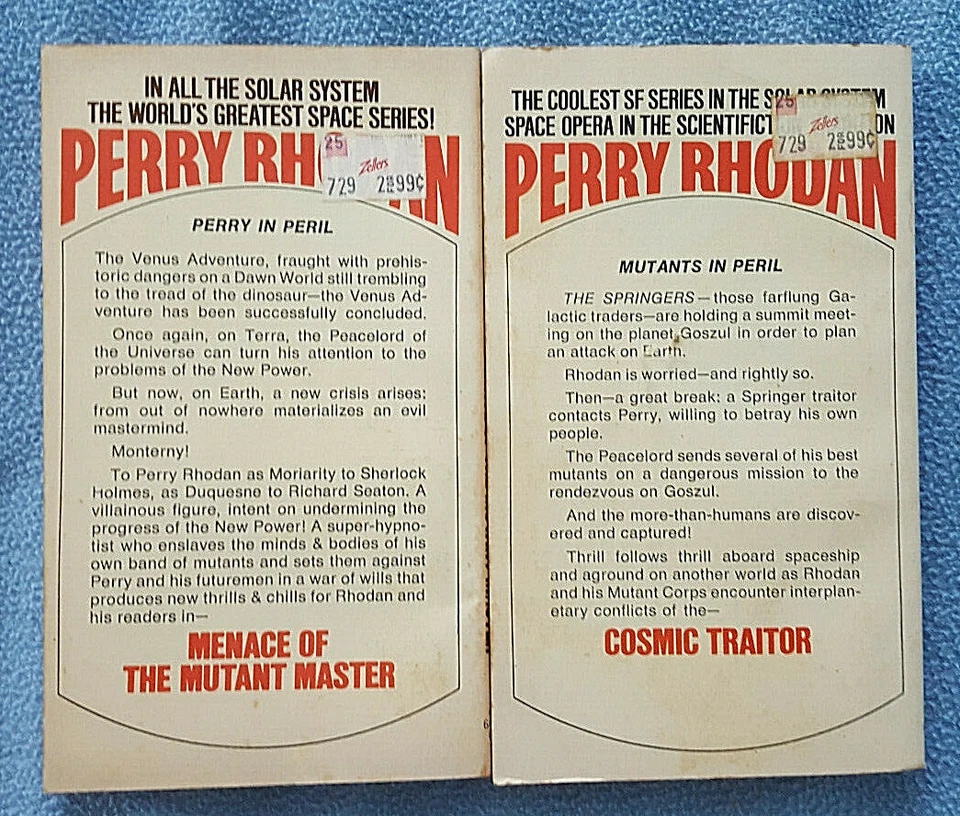 IN ALL THE SOLAR SYSTEM
THE WORLD'S GREATEST SPACE SERIES!
PERRY RH DAN
25
Zellers
729 2 for 99¢
PERRY IN PERIL
The Venus Adventure, fraught with prehis-
toric dangers on a Dawn World still trembling
to the tread of the dinosaur—the Venus Ad-
venture has been successfully concluded.
Once again, on Terra, the Peacelord of
the Universe can turn his attention to the
problems of the New Power.
But now, on Earth, a new crisis arises:
from out of nowhere materializes an evil
mastermind.
Monterny!
To Perry Rhodan as Moriarity to Sherlock
Holmes, as Duquesne to Richard Seaton. A
villainous figure, intent on undermining the
progress of the New Power! A super-hypno-
tist who enslaves the minds & bodies of his
own band of mutants and sets them against
Perry and his futuremen in a war of wills that
produces new thrills & chills for Rhodan and
his readers in—
MENACE OF
THE MUTANT MASTER
6
THE COOLEST SF SERIES IN THE SOLAR SYSTEM
SPACE OPERA IN THE SCIENTIFICT ON
PERRY RHODAN
25
Zellers
729 2 for 99¢
MUTANTS IN PERIL
THE SPRINGERS—those farflung Ga-
lactic traders—are holding a summit meet-
ing on the planet Goszul in order to plan
an attack on Earth.
Rhodan is worried—and rightly so.
Then—a great break: a Springer traitor
contacts Perry, willing to betray his own
people.
The Peacelord sends several of his best
mutants on a dangerous mission to the
rendezvous on Goszul.
And the more-than-humans are discov-
ered and captured!
Thrill follows thrill aboard spaceship
and aground on another world as Rhodan
and his Mutant Corps encounter interplan-
etary conflicts of the—
COSMIC TRAITOR